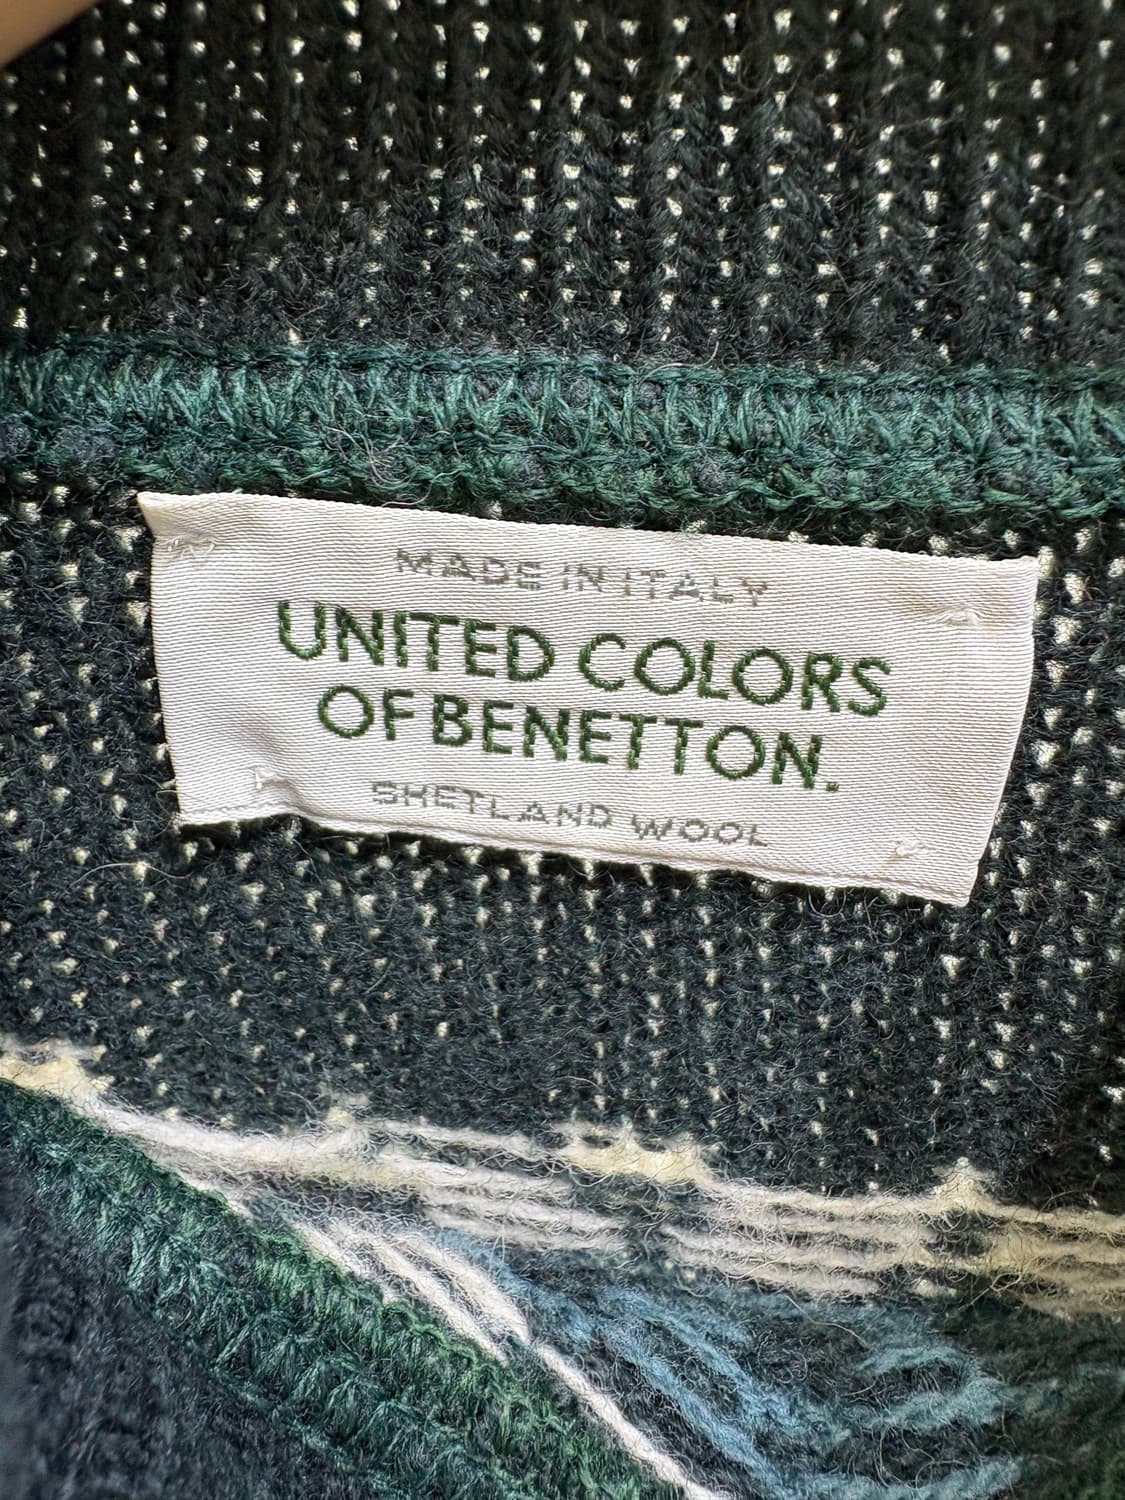 MADE IN ITALY
UNITED COLORS
OF BENETTON.
SHETLAND WOOL